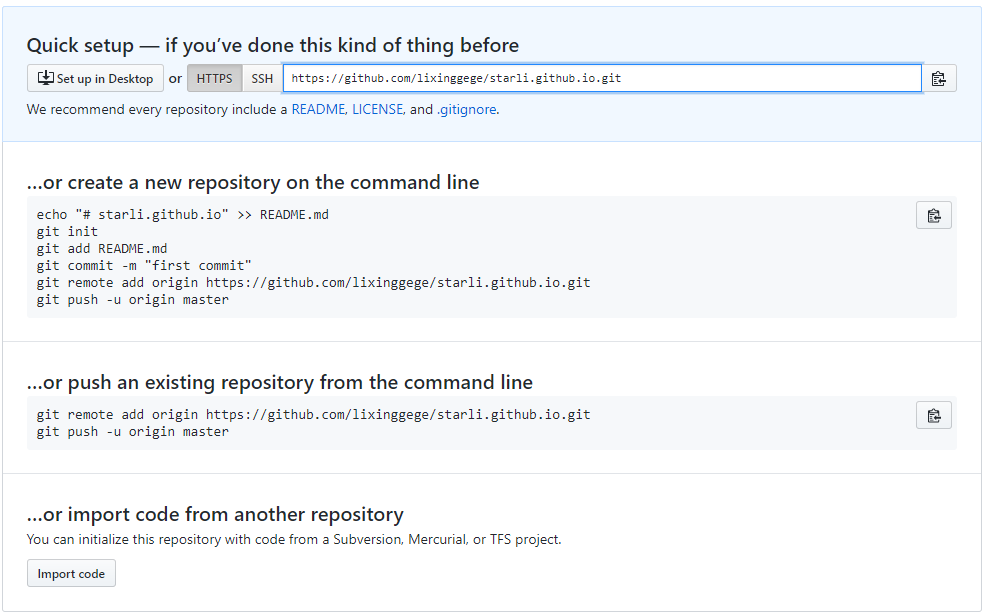 Quick setup — if you’ve done this kind of thing before
Set up in Desktop or HTTPS SSH https://github.com/lixinggege/starli.github.io.git
We recommend every repository include a README, LICENSE, and .gitignore.
…or create a new repository on the command line
echo "# starli.github.io" >> README.md
git init
git add README.md
git commit -m "first commit"
git remote add origin https://github.com/lixinggege/starli.github.io.git
git push -u origin master
…or push an existing repository from the command line
git remote add origin https://github.com/lixinggege/starli.github.io.git
git push -u origin master
…or import code from another repository
You can initialize this repository with code from a Subversion, Mercurial, or TFS project.
Import code